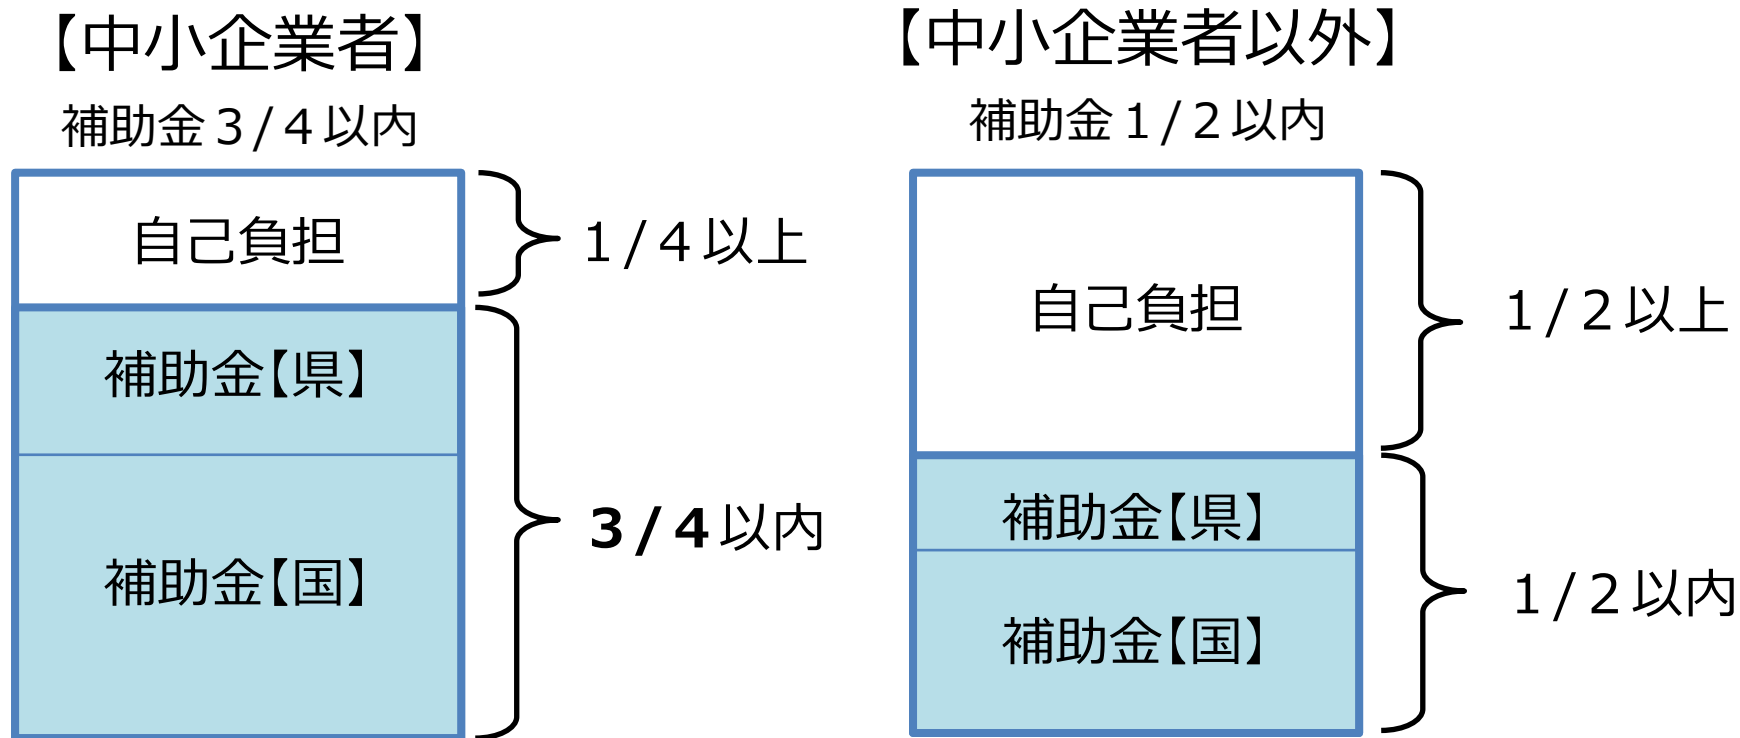 【中小企業者】
補助金3/4以内
自己負担
1/4以上
補助金【県】
補助金【国】
3/4以内
【中小企業者以外】
補助金1/2以内
自己負担
1/2以上
補助金【県】
補助金【国】
1/2以内